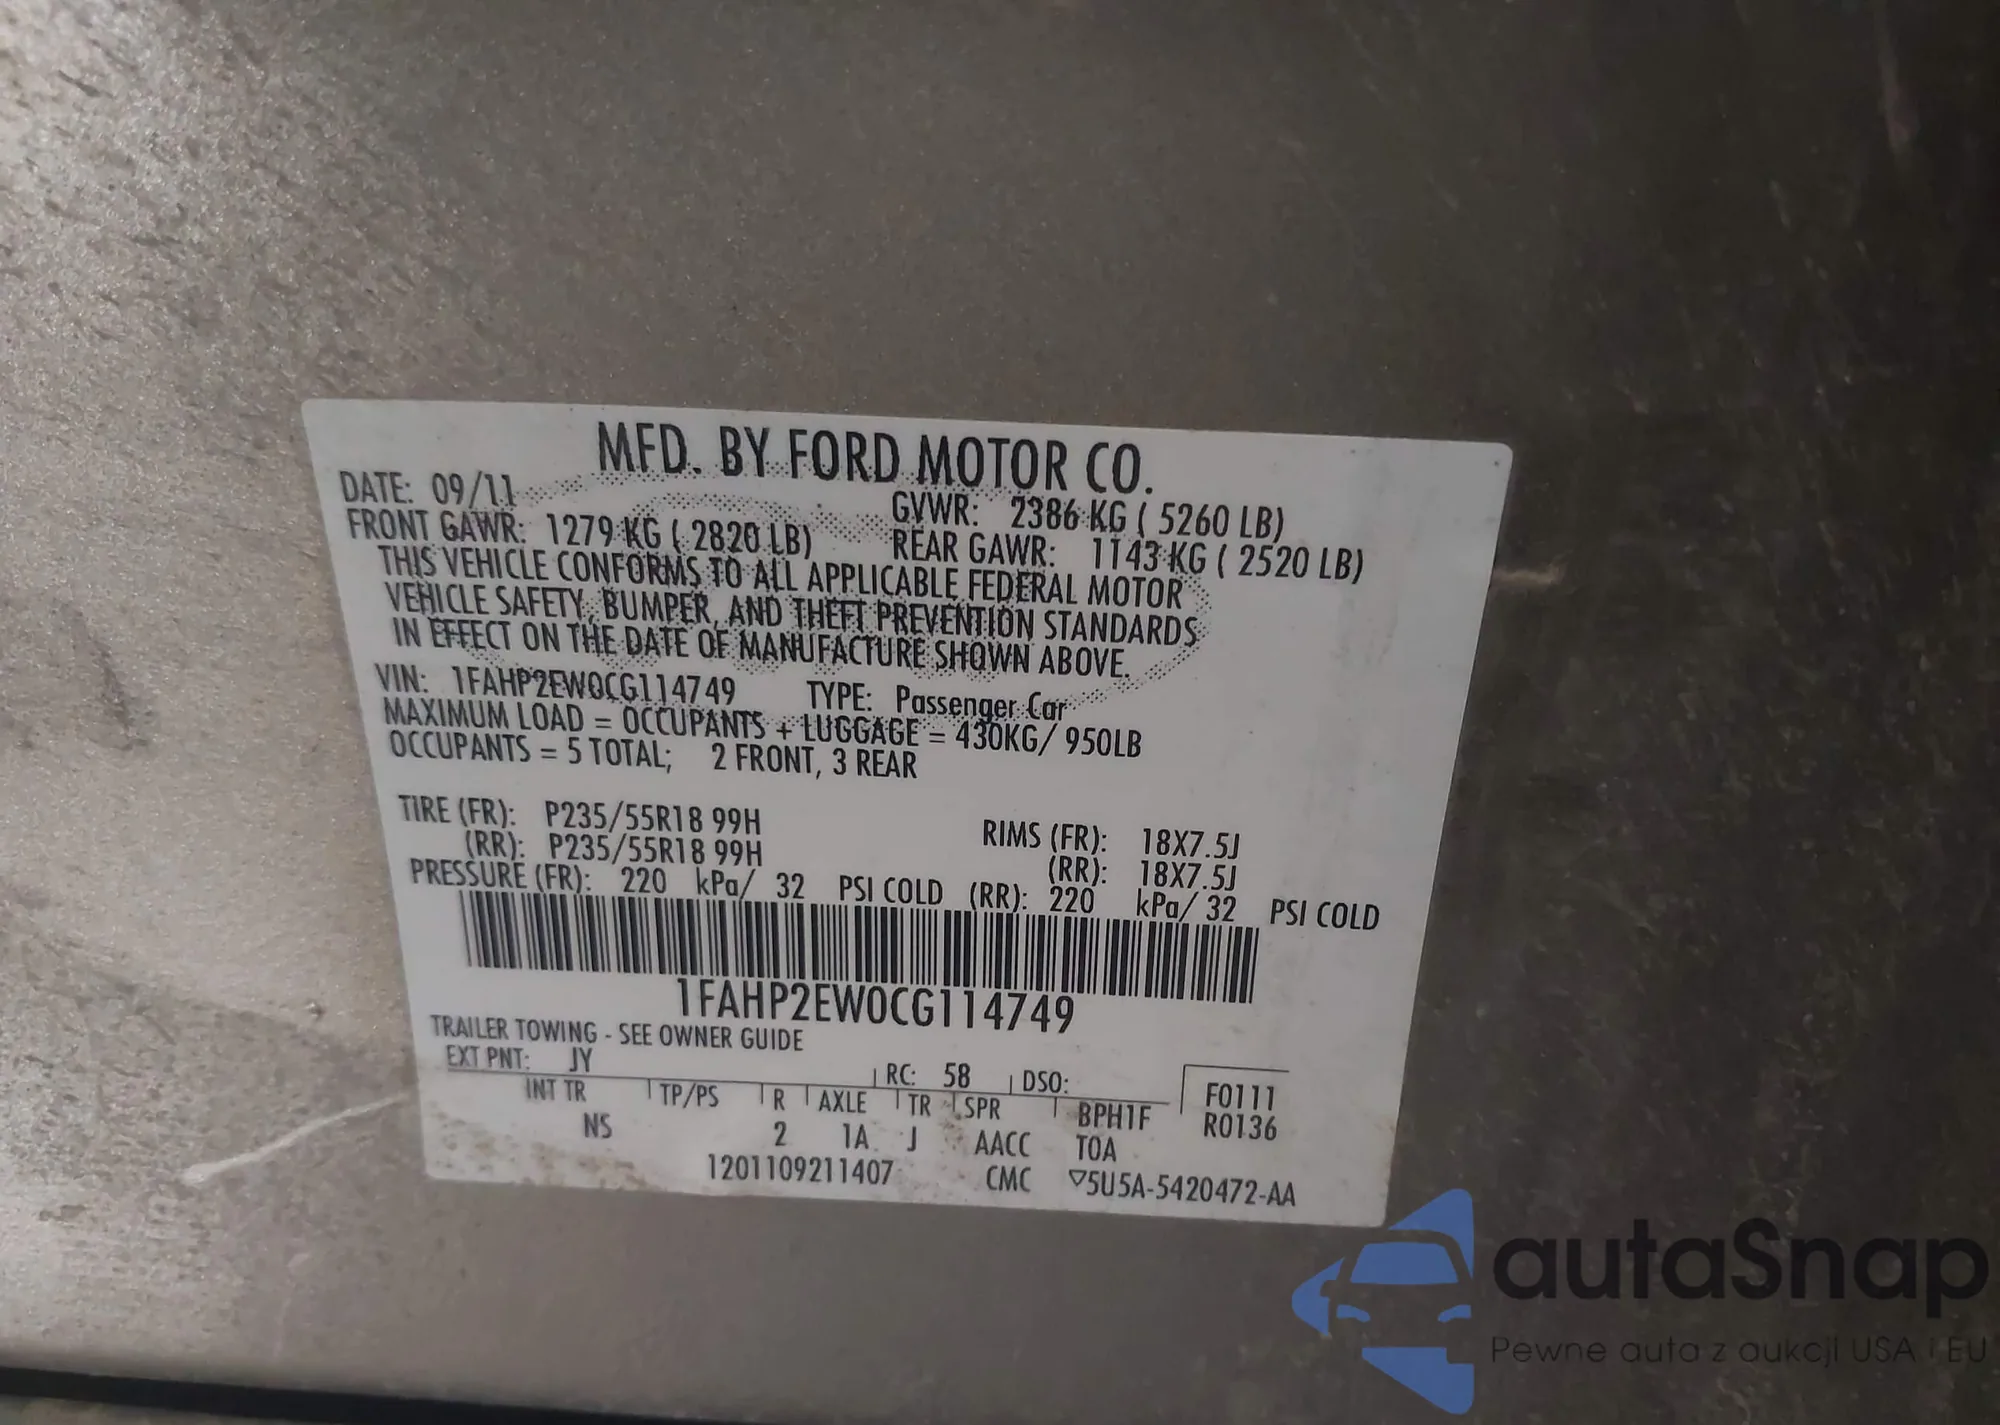 MFD. BY FORD MOTOR CO.
DATE: 09/11 GVWR: 2386 KG ( 5260 LB)
FRONT GAWR: 1279 KG ( 2820 LB) REAR GAWR: 1143 KG ( 2520 LB)
THIS VEHICLE CONFORMS TO ALL APPLICABLE FEDERAL MOTOR
VEHICLE SAFETY, BUMPER, AND THEFT PREVENTION STANDARDS
IN EFFECT ON THE DATE OF MANUFACTURE SHOWN ABOVE.
VIN: 1FAHP2EW0CG114749 TYPE: Passenger Car
MAXIMUM LOAD = OCCUPANTS + LUGGAGE = 430KG/ 950LB
OCCUPANTS = 5 TOTAL; 2 FRONT, 3 REAR
TIRE (FR): P235/55R18 99H RIMS (FR): 18X7.5J
(RR): P235/55R18 99H (RR): 18X7.5J
PRESSURE (FR): 220 kPa/ 32 PSI COLD (RR): 220 kPa/ 32 PSI COLD
1FAHP2EW0CG114749
TRAILER TOWING - SEE OWNER GUIDE
EXT PNT: JY RC: 58 DSO: F0111
INT TR TP/PS R AXLE TR SPR BPH1F R0136
NS 2 1A J AACC TOA
1201109211407 CMC ▽5U5A-5420472-AA
autaSnap
Pewne auta z aukcji USA i EU